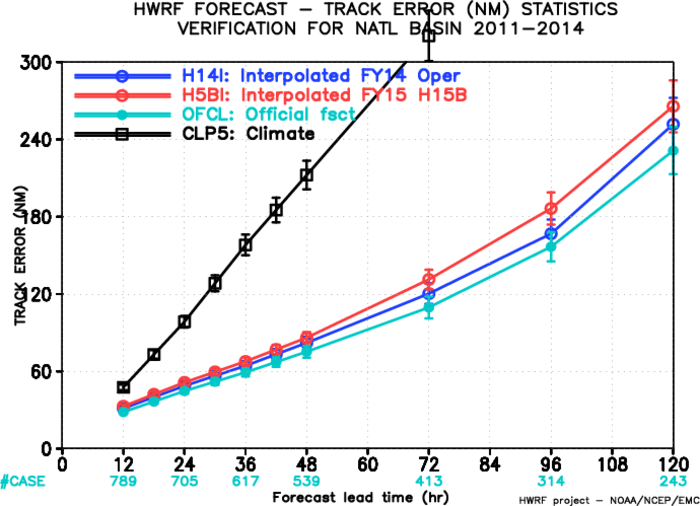 HWRF FORECAST – TRACK ERROR (NM) STATISTICS
VERIFICATION FOR NATL BASIN 2011–2014
H14I: Interpolated FY14 Oper
H5BI: Interpolated FY15 H15B
OFCL: Official fsct
CLP5: Climate
TRACK ERROR (NM)
300
240
180
120
60
0
0 12 24 36 48 60 72 84 96 108 120
#CASE 789 705 617 539 413 314 243
Forecast lead time (hr)
HWRF project – NOAA/NCEP/EMC